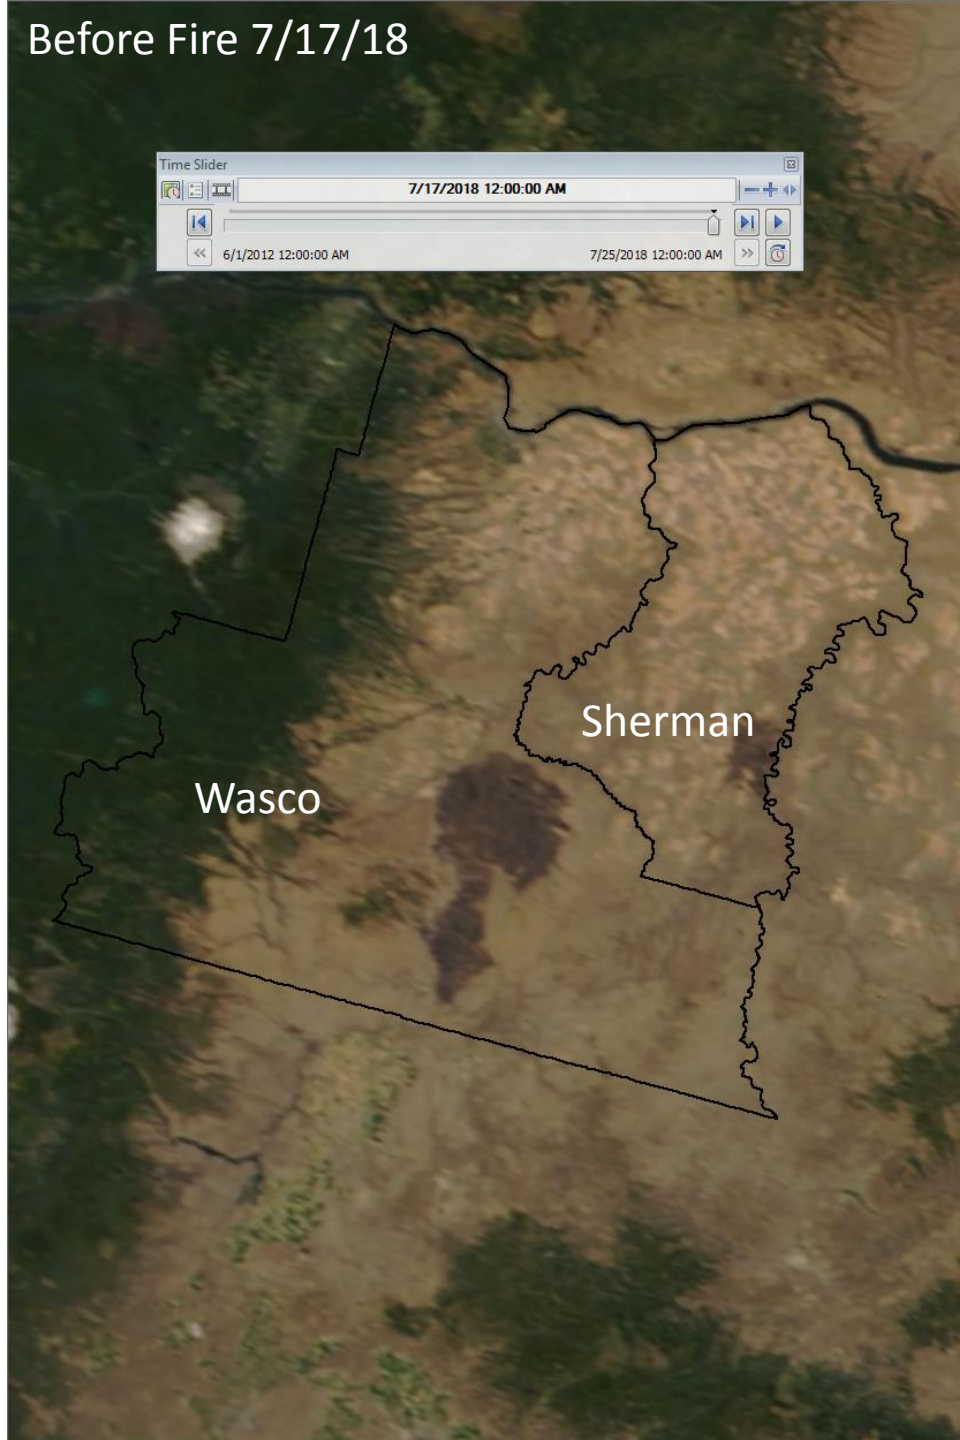 Before Fire 7/17/18
Time Slider
7/17/2018 12:00:00 AM
6/1/2012 12:00:00 AM
7/25/2018 12:00:00 AM
Sherman
Wasco